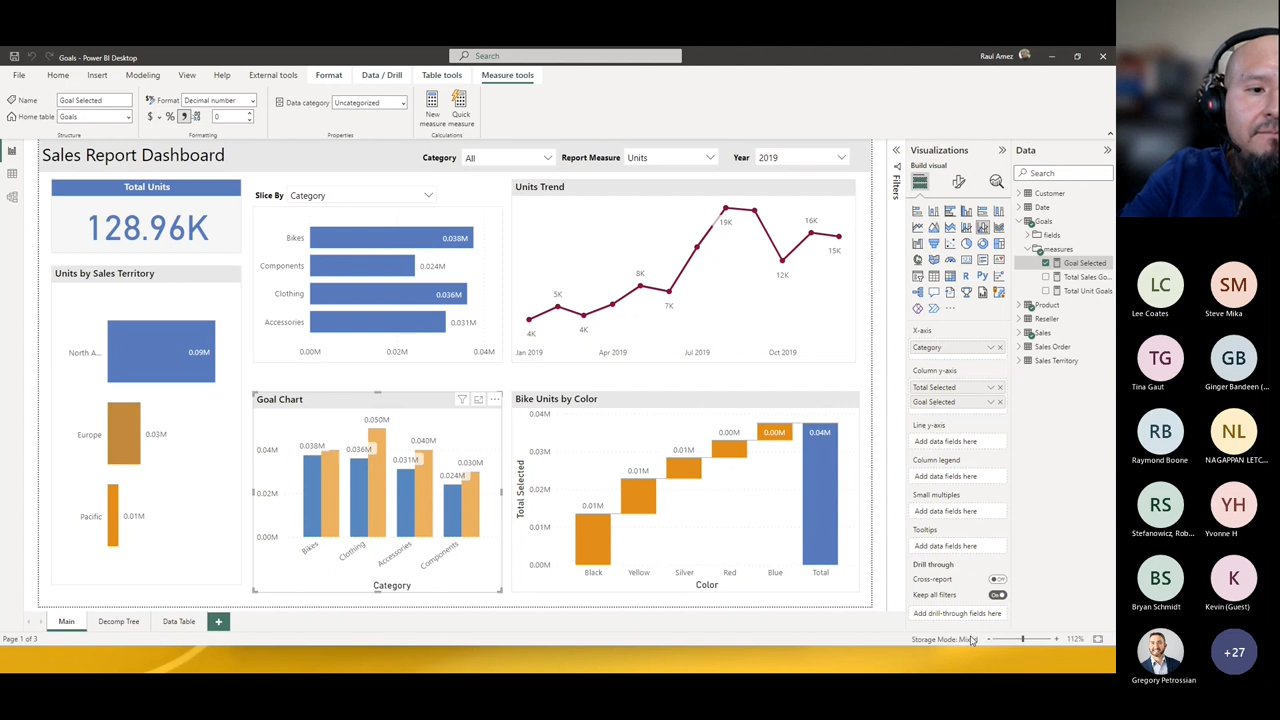 Goals - Power BI Desktop
Search
Raul Amez
File Home Insert Modeling View Help External tools Format Data / Drill Table tools Measure tools
Name Goal Selected
Home table Goals
Structure
Format Decimal number
$ % 9 0
Formatting
Data category Uncategorized
Properties
New measure
Quick measure
Calculations
Sales Report Dashboard
Category All
Report Measure Units
Year 2019
Total Units
128.96K
Units by Sales Territory
North A... 0.09M
Europe 0.03M
Pacific 0.01M
Slice By Category
Bikes 0.038M
Components 0.024M
Clothing 0.036M
Accessories 0.031M
0.00M 0.02M 0.04M
Units Trend
4K 5K 4K 8K 7K 19K 12K 16K 15K
Jan 2019 Apr 2019 Jul 2019 Oct 2019
Goal Chart
0.04M
0.02M
0.00M
0.038M 0.036M 0.050M 0.031M 0.040M 0.024M 0.030M
Bikes Clothing Accessories Components
Category
Bike Units by Color
Total Selected
0.04M
0.03M
0.02M
0.01M
0.00M
0.01M 0.01M 0.01M 0.00M 0.00M 0.04M
Black Yellow Silver Red Blue Total
Color
Filters
Visualizations
Build visual
R Py
X-axis
Category
Column y-axis
Total Selected
Goal Selected
Line y-axis
Add data fields here
Column legend
Add data fields here
Small multiples
Add data fields here
Tooltips
Add data fields here
Drill through
Cross-report Off
Keep all filters On
Add drill-through fields here
Data
Search
Customer
Date
Goals
fields
measures
Goal Selected
Total Sales Go...
Total Unit Goals
Product
Reseller
Sales
Sales Order
Sales Territory
Main Decomp Tree Data Table
Page 1 of 3
Storage Mode: Mixed
112%
LC
Lee Coates
SM
Steve Mika
TG
Tina Gaut
GB
Ginger Bandeen (...
RB
Raymond Boone
NL
NAGAPPAN LETC...
RS
Stefanowicz, Rob...
YH
Yvonne H
BS
Bryan Schmidt
K
Kevin (Guest)
Gregory Petrossian
+27